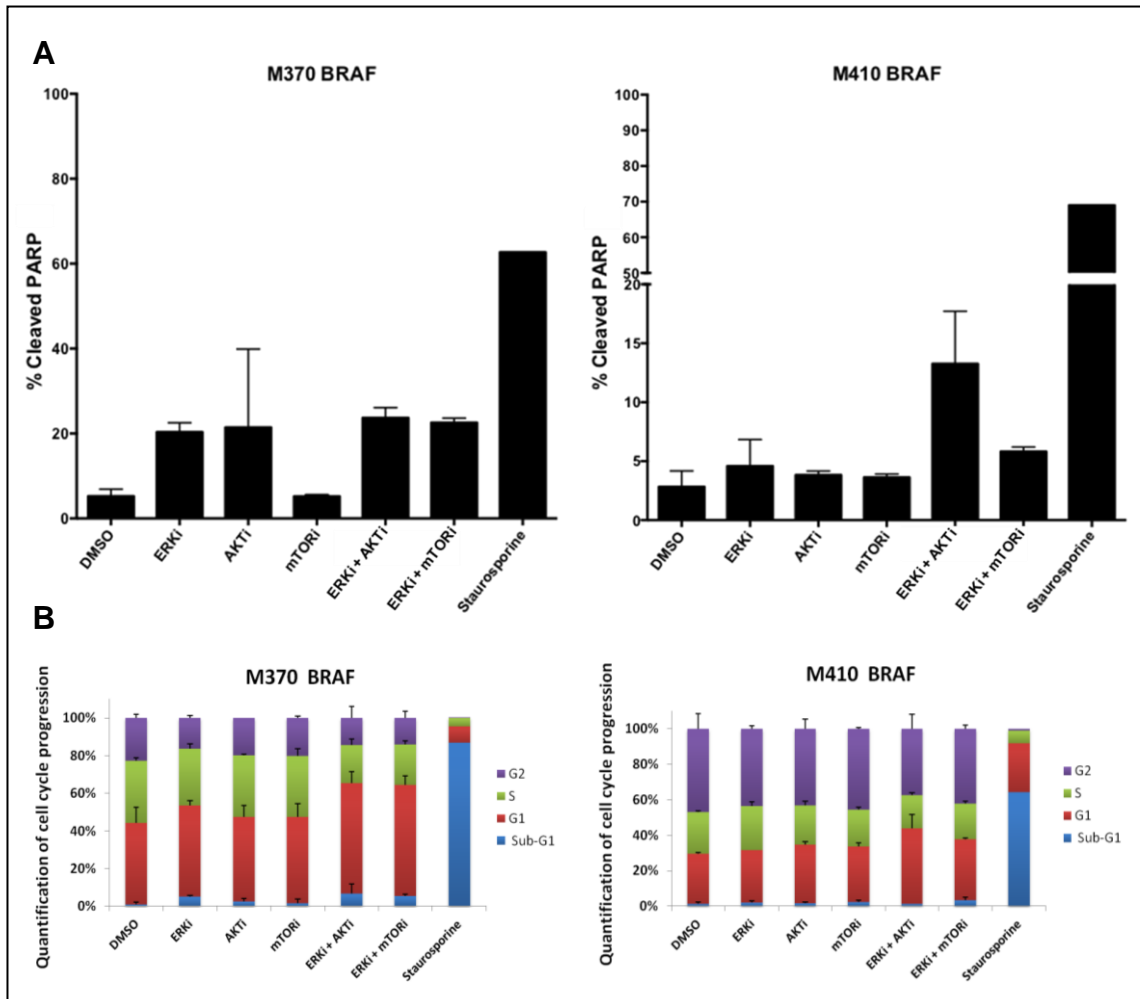 A
M370 BRAF
% Cleaved PARP
100
80
60
40
20
0
DMSO
ERKi
AKTi
mTORi
ERKi + AKTi
ERKi + mTORi
Staurosporine
M410 BRAF
% Cleaved PARP
100
90
80
70
60
50
20
15
10
5
0
DMSO
ERKi
AKTi
mTORi
ERKi + AKTi
ERKi + mTORi
Staurosporine
B
M370 BRAF
Quantification of cell cycle progression
100%
80%
60%
40%
20%
0%
DMSO
ERKi
AKTi
mTORi
ERKi + AKTi
ERKi + mTORi
Staurosporine
G2
S
G1
Sub-G1
M410 BRAF
Quantification of cell cycle progression
100%
80%
60%
40%
20%
0%
DMSO
ERKi
AKTi
mTORi
ERKi + AKTi
ERKi + mTORi
Staurosporine
G2
S
G1
Sub-G1